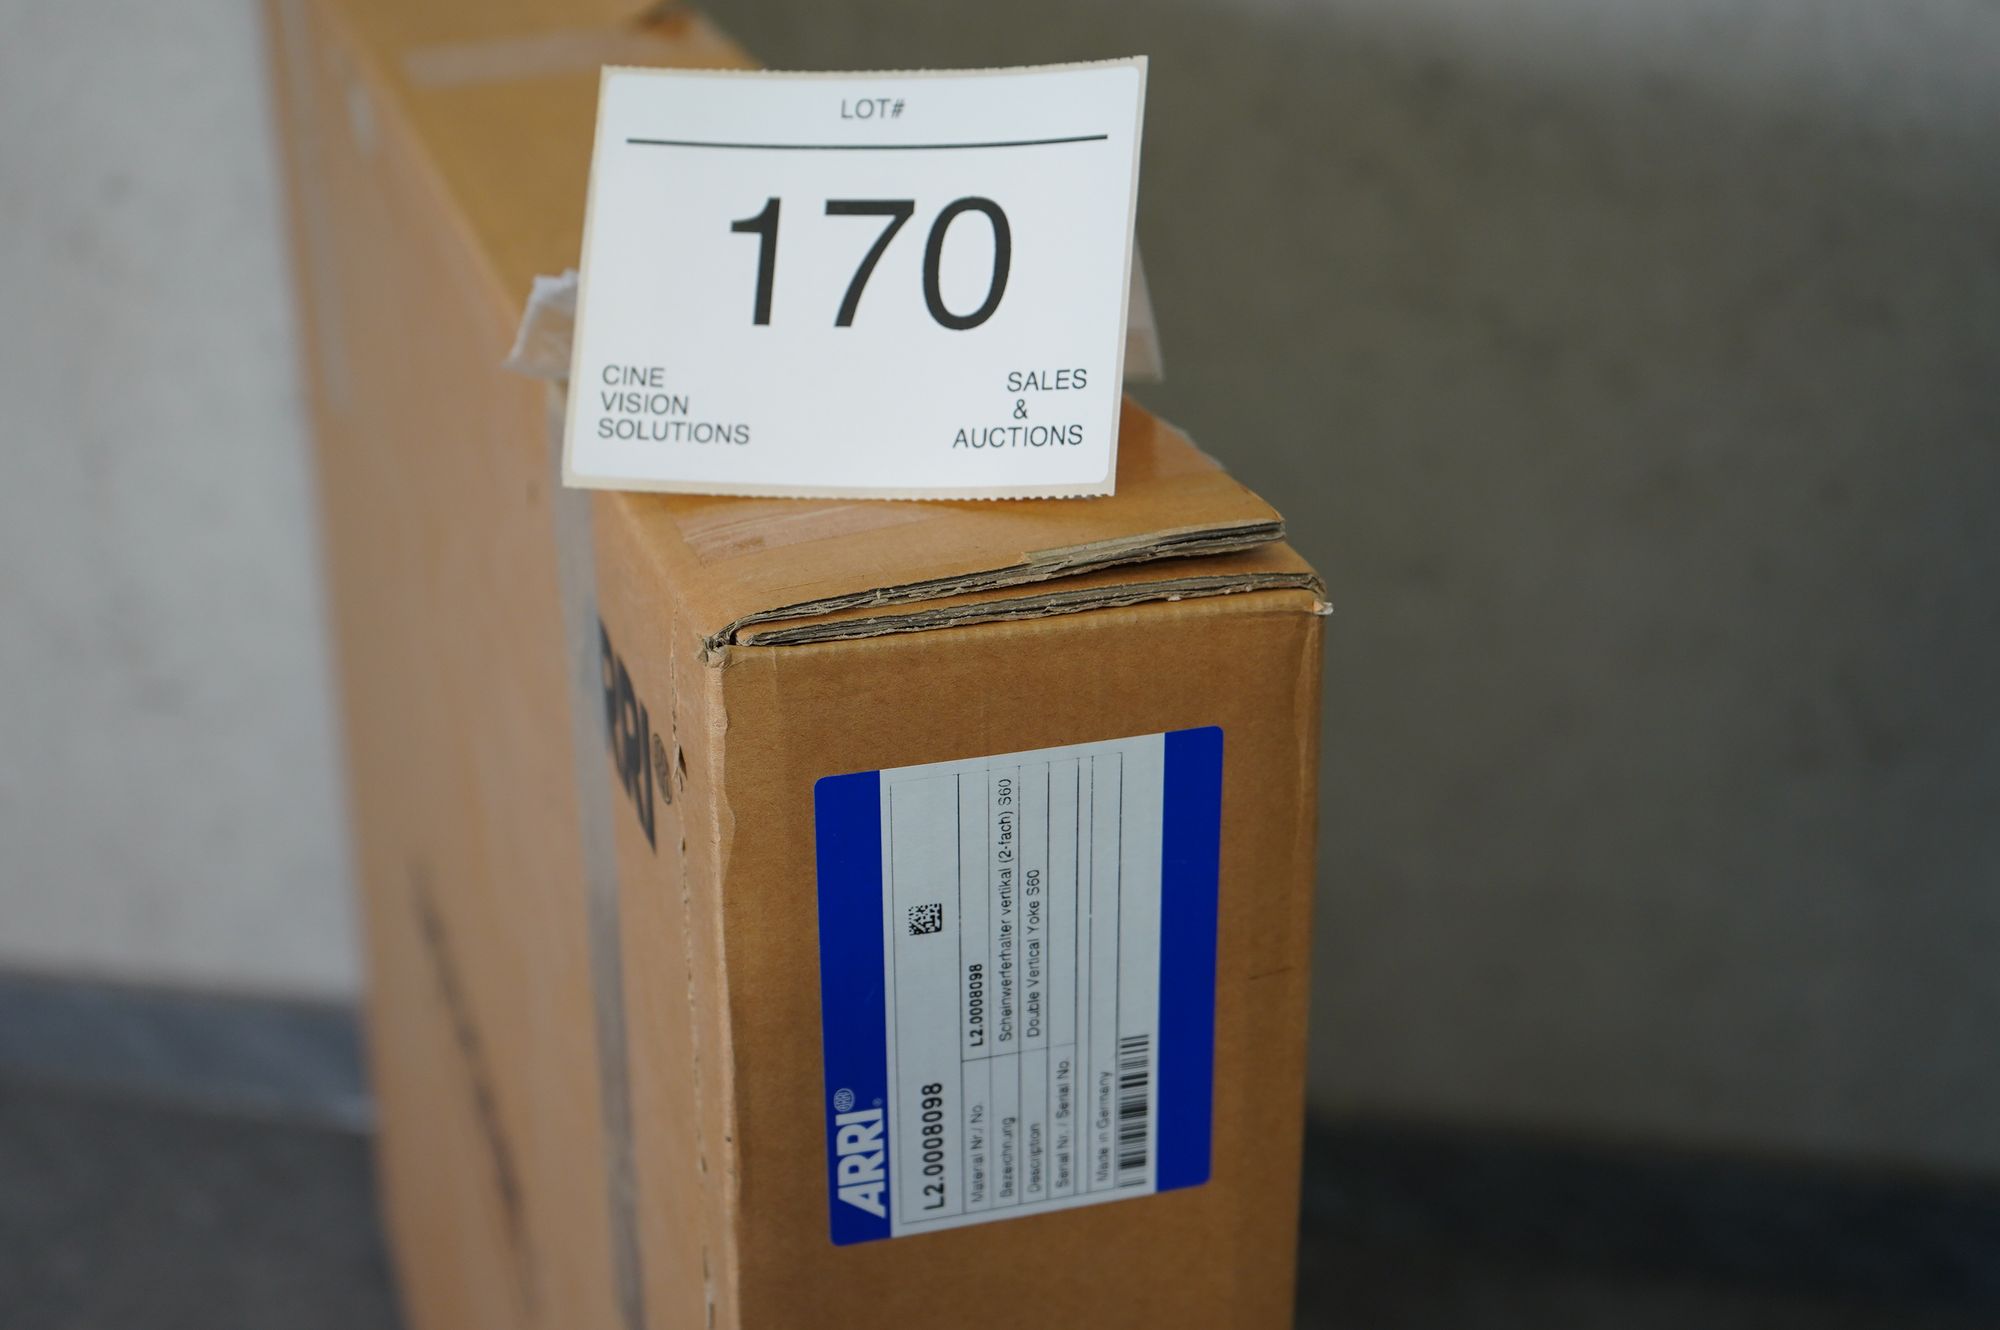 LOT#
170
CINE
VISION
SOLUTIONS
SALES
&
AUCTIONS
ARRI®
ARRI®
L2.0008098
Material Nr./ No. L2.0008098
Bezeichnung Scheinwerferhalter vertikal (2-fach) S60
Description Double Vertical Yoke S60
Serial Nr. / Serial No.
Made in Germany